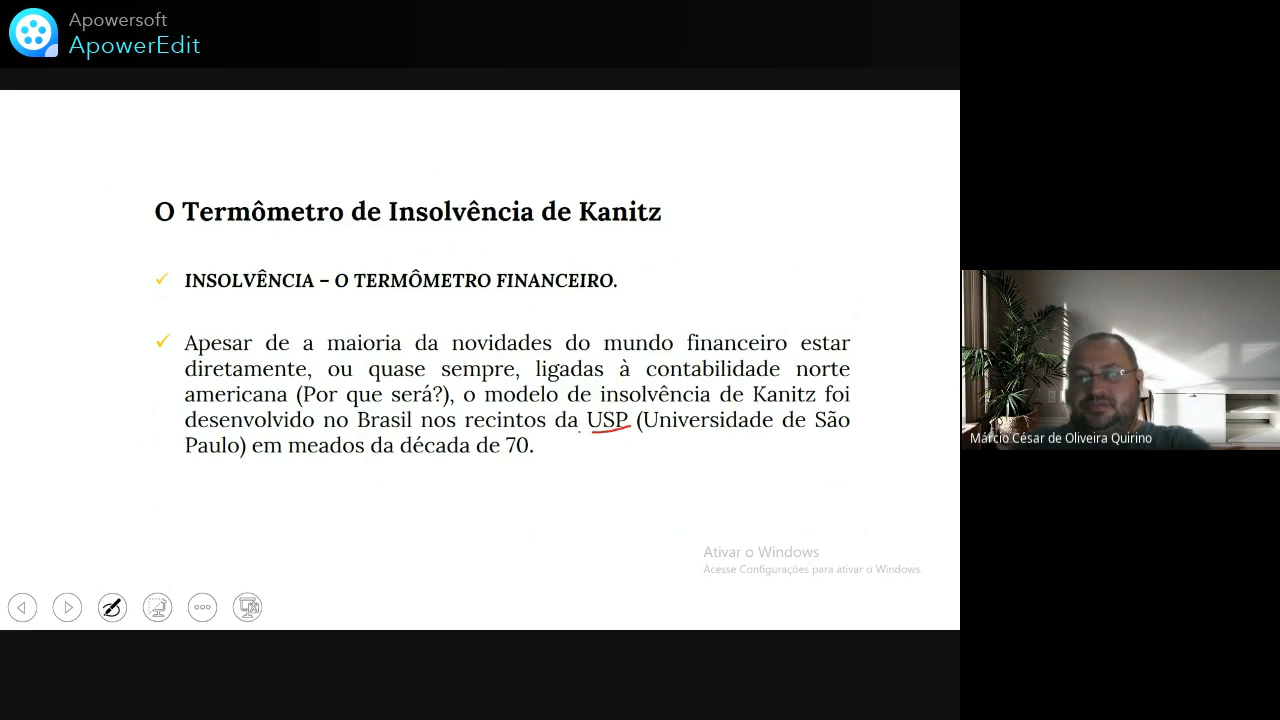 Apowersoft
ApowerEdit
O Termômetro de Insolvência de Kanitz
INSOLVÊNCIA – O TERMÔMETRO FINANCEIRO.
Apesar de a maioria da novidades do mundo financeiro estar
diretamente, ou quase sempre, ligadas à contabilidade norte
americana (Por que será?), o modelo de insolvência de Kanitz foi
desenvolvido no Brasil nos recintos da USP (Universidade de São
Paulo) em meados da década de 70.
Márcio César de Oliveira Quirino
Ativar o Windows
Acesse Configurações para ativar o Windows.